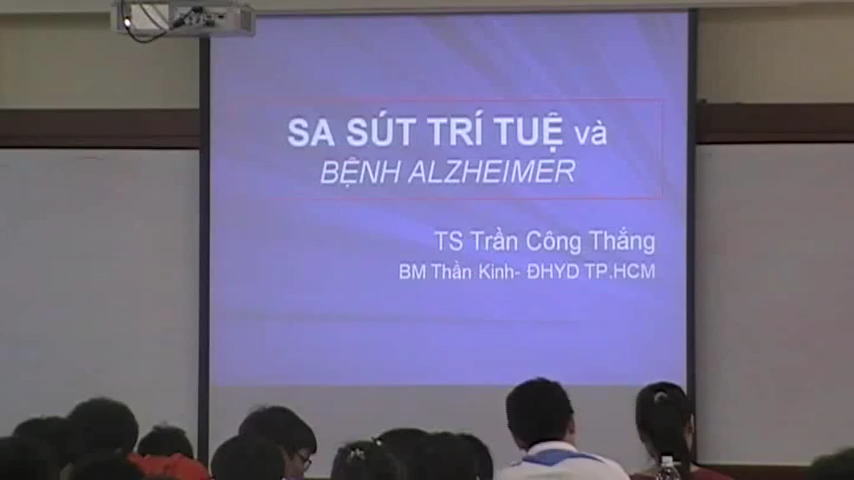 SA SÚT TRÍ TUỆ và
BỆNH ALZHEIMER
TS Trần Công Thắng
BM Thần Kinh- ĐHYD TP.HCM